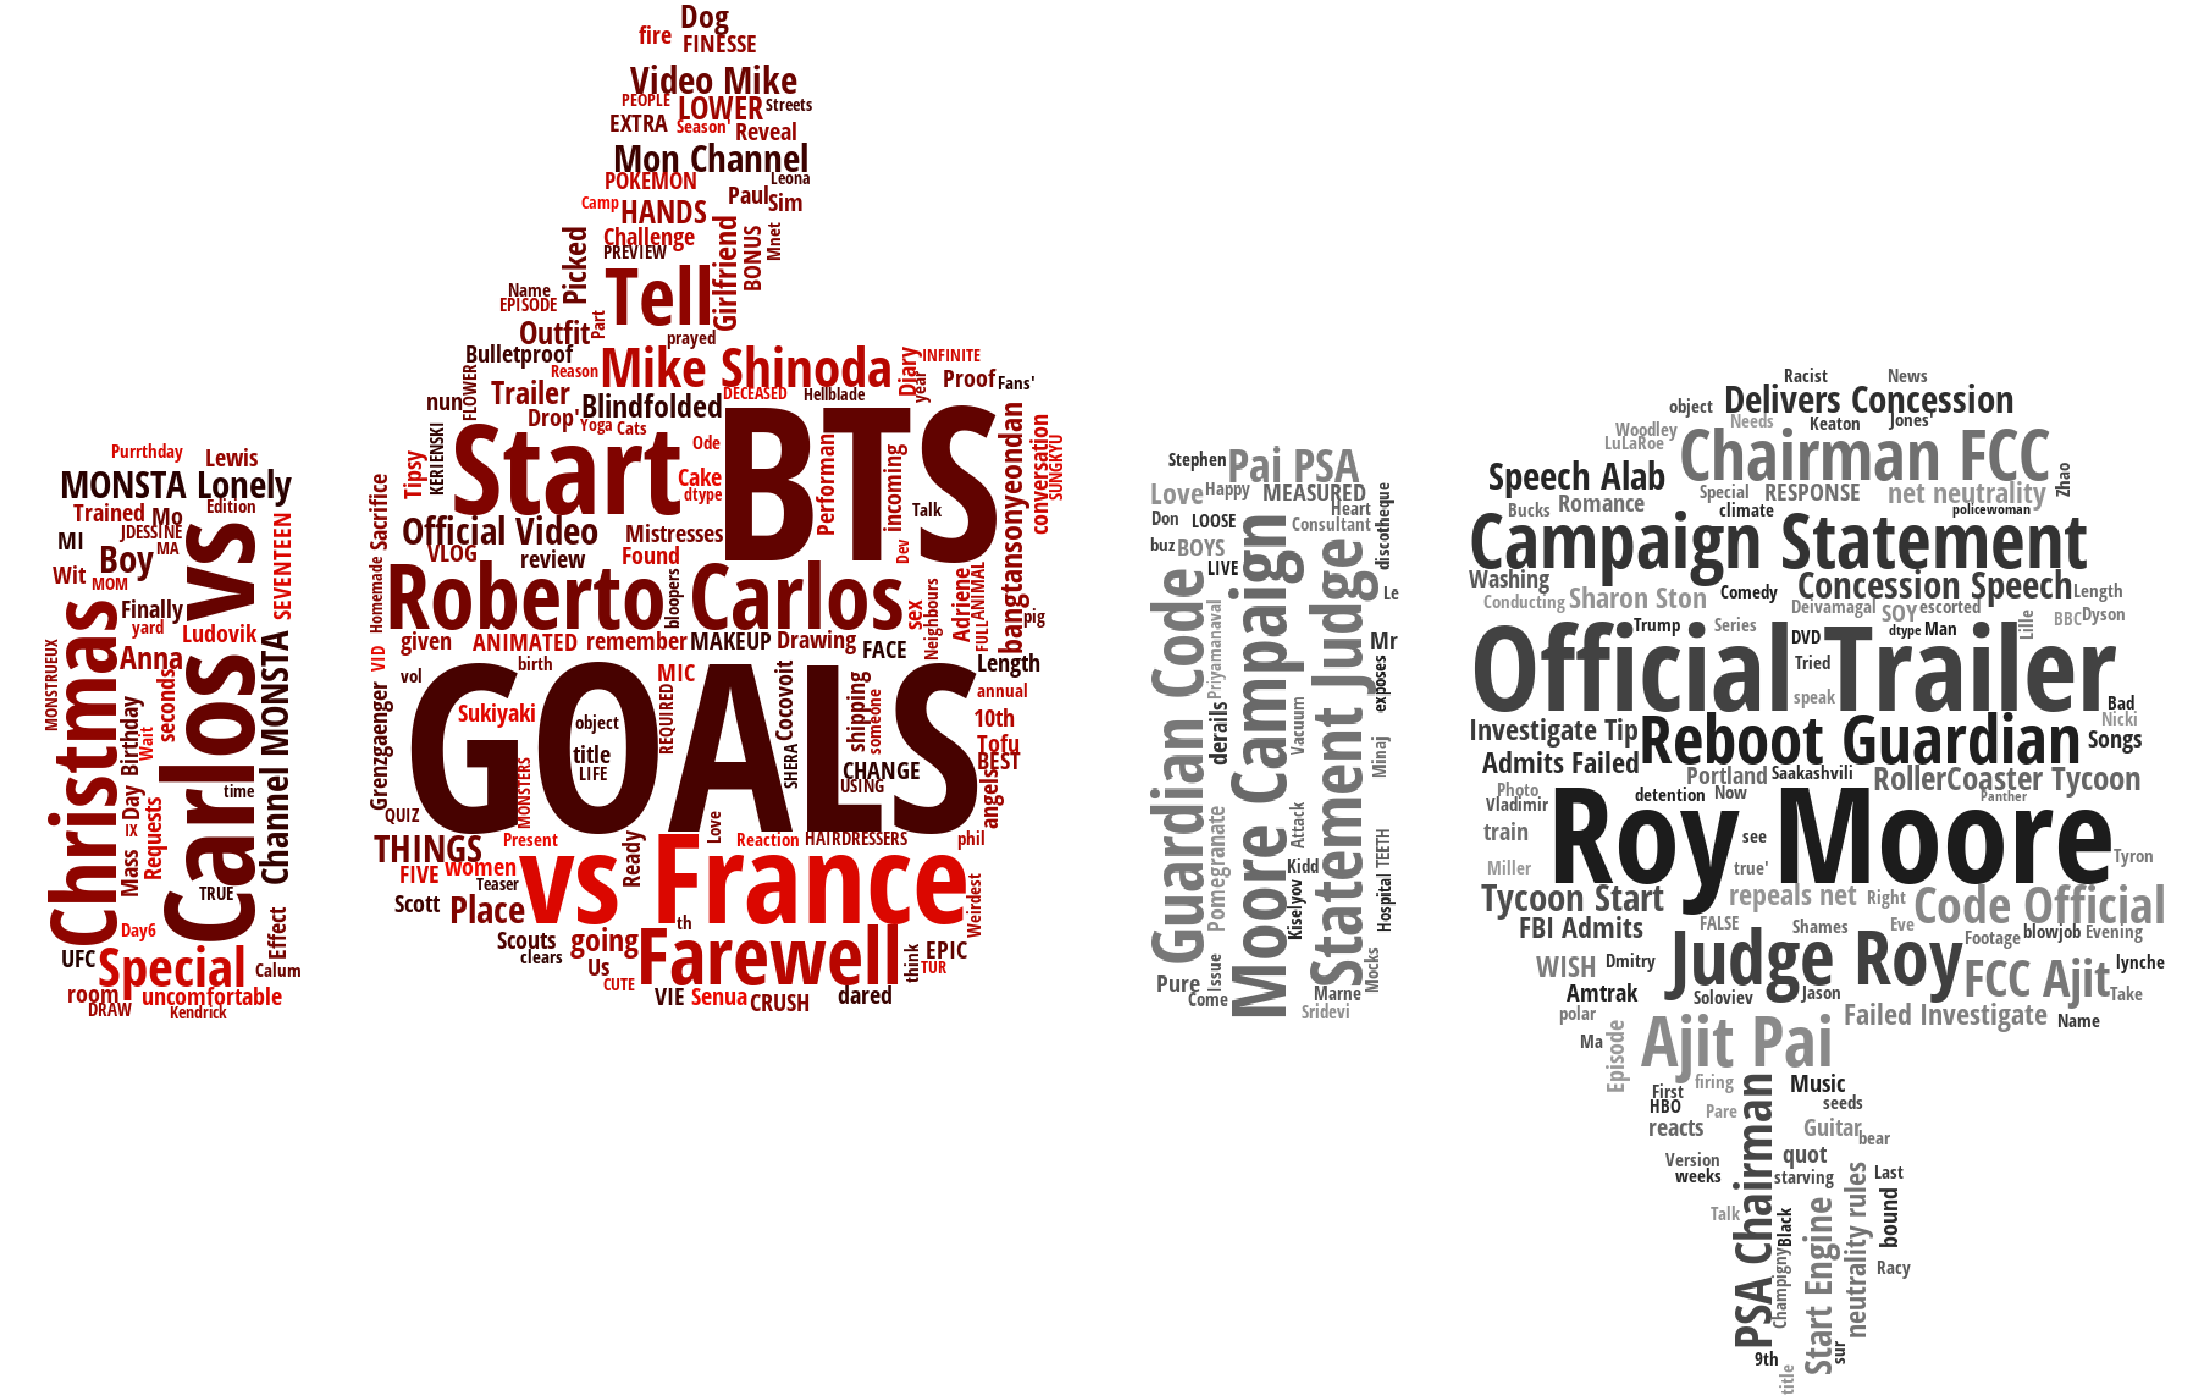 Dog
fire
FINESSE
Video Mike
PEOPLE
LOWER
Streets
EXTRA
Season'
Reveal
Mon Channel
POKEMON
Leona
Camp
HANDS
Paul
Sim
Challenge
PREVIEW
Picked
Girlfriend
BONUS
Mnet
Tell
Name
EPISODE
Part
Outfit
prayed
Bulletproof
Reason
Mike Shinoda
Diary
INFINITE
year
Proof
Fans'
FLOWER
Trailer
DECEASED
Hellblade
nun
Drop'
Blindfolded
Yoga
Cats
BTS
Start
Ode
Tipsy
KERIENSKI
Cake
dtype
Performan
incoming
Talk
bangtansonyeondan
conversation
SUNGKYU
Sacrifice
Official Video
Mistresses
VLOG
review
Found
Dev
Homemade
Roberto Carlos
bloopers
sex
Neighbours
Adriene
FULL
ANIMAL
pig
given
ANIMATED
remember
MAKEUP
Drawing
FACE
Length
VID
birth
MIC
vol
annual
GOALS
Grenzgaenger
Sukiyaki
object
title
LIFE
REQUIRED
Cocovoit
SHERA
shipping
someone
CHANGE
USING
10th
Tofu
BEST
angels
QUIZ
MONSTERS
Present
Love
Reaction
HAIRDRESSERS
phil
THINGS
vs France
Ready
FIVE
women
Teaser
Scott
Place
th
Weirdest
Scouts
clears
going
Farewell
think
EPIC
TUR
Us
CUTE
VIE
Senua
CRUSH
dared
Purrthday
Lewis
MONSTA
Lonely
Trained
Mo
Edition
JDESSINE
MI
MA
Boy
Wit
MOM
SEVENTEEN
Finally
yard
Ludovik
Anna
MONSTRUEUX
Christmas
Carlos vs
Channel MONSTA
seconds
Birthday
Wait
time
Day
IX
Mass
Requests
TRUE
Day6
Effect
UFC
Special
Calum
room
uncomfortable
DRAW
Kendrick
Stephen
Pai PSA
Love
Happy
MEASURED
Heart
Don
LOOSE
Consultant
discotheque
buz
BOYS
LIVE
Le
Guardian Code
Priyamanaval
derails
Moore Campaign
Statement Judge
Mr
exposes
Vacuum
Minaj
Pomegranate
Attack
Kidd
TEETH
Hospital
Kiselyov
Issue
Mocks
Pure
Come
Marne
Sridevi
Racist
News
Delivers Concession
object
Needs
Keaton
Jones'
Woodley
LuLaRoe
Chairman FCC
Speech Alab
Zhao
Special
RESPONSE
net neutrality
Bucks
Romance
climate
policewoman
Campaign Statement
Washing
Concession Speech
Length
Conducting
Sharon Ston
Comedy
Deivamagal
SOY
escorted
BBC
Dyson
Trump
Series
DVD
dtype
Man
Lille
Official Trailer
Tried
speak
Bad
Nicki
Investigate Tip
Reboot Guardian
Songs
Admits Failed
Portland
Saakashvili
RollerCoaster Tycoon
Photo
Vladimir
detention
Now
Panther
Roy Moore
train
see
Miller
true'
Tyron
Tycoon Start
repeals net
Right
Code Official
FBI Admits
FALSE
Shames
Eve
Footage
blowjob
Evening
WISH
Dmitry
Judge Roy
FCC Ajit
lynche
Amtrak
Soloviev
Jason
Take
polar
Failed Investigate
Name
Ma
Episode
Ajit Pai
firing
First
HBO
Pare
Music
seeds
reacts
Guitar
bear
PSA Chairman
Version
weeks
quot
starving
Last
Talk
Black
Champigny
Start Engine
neutrality rules
bound
Racy
9th
sur
title